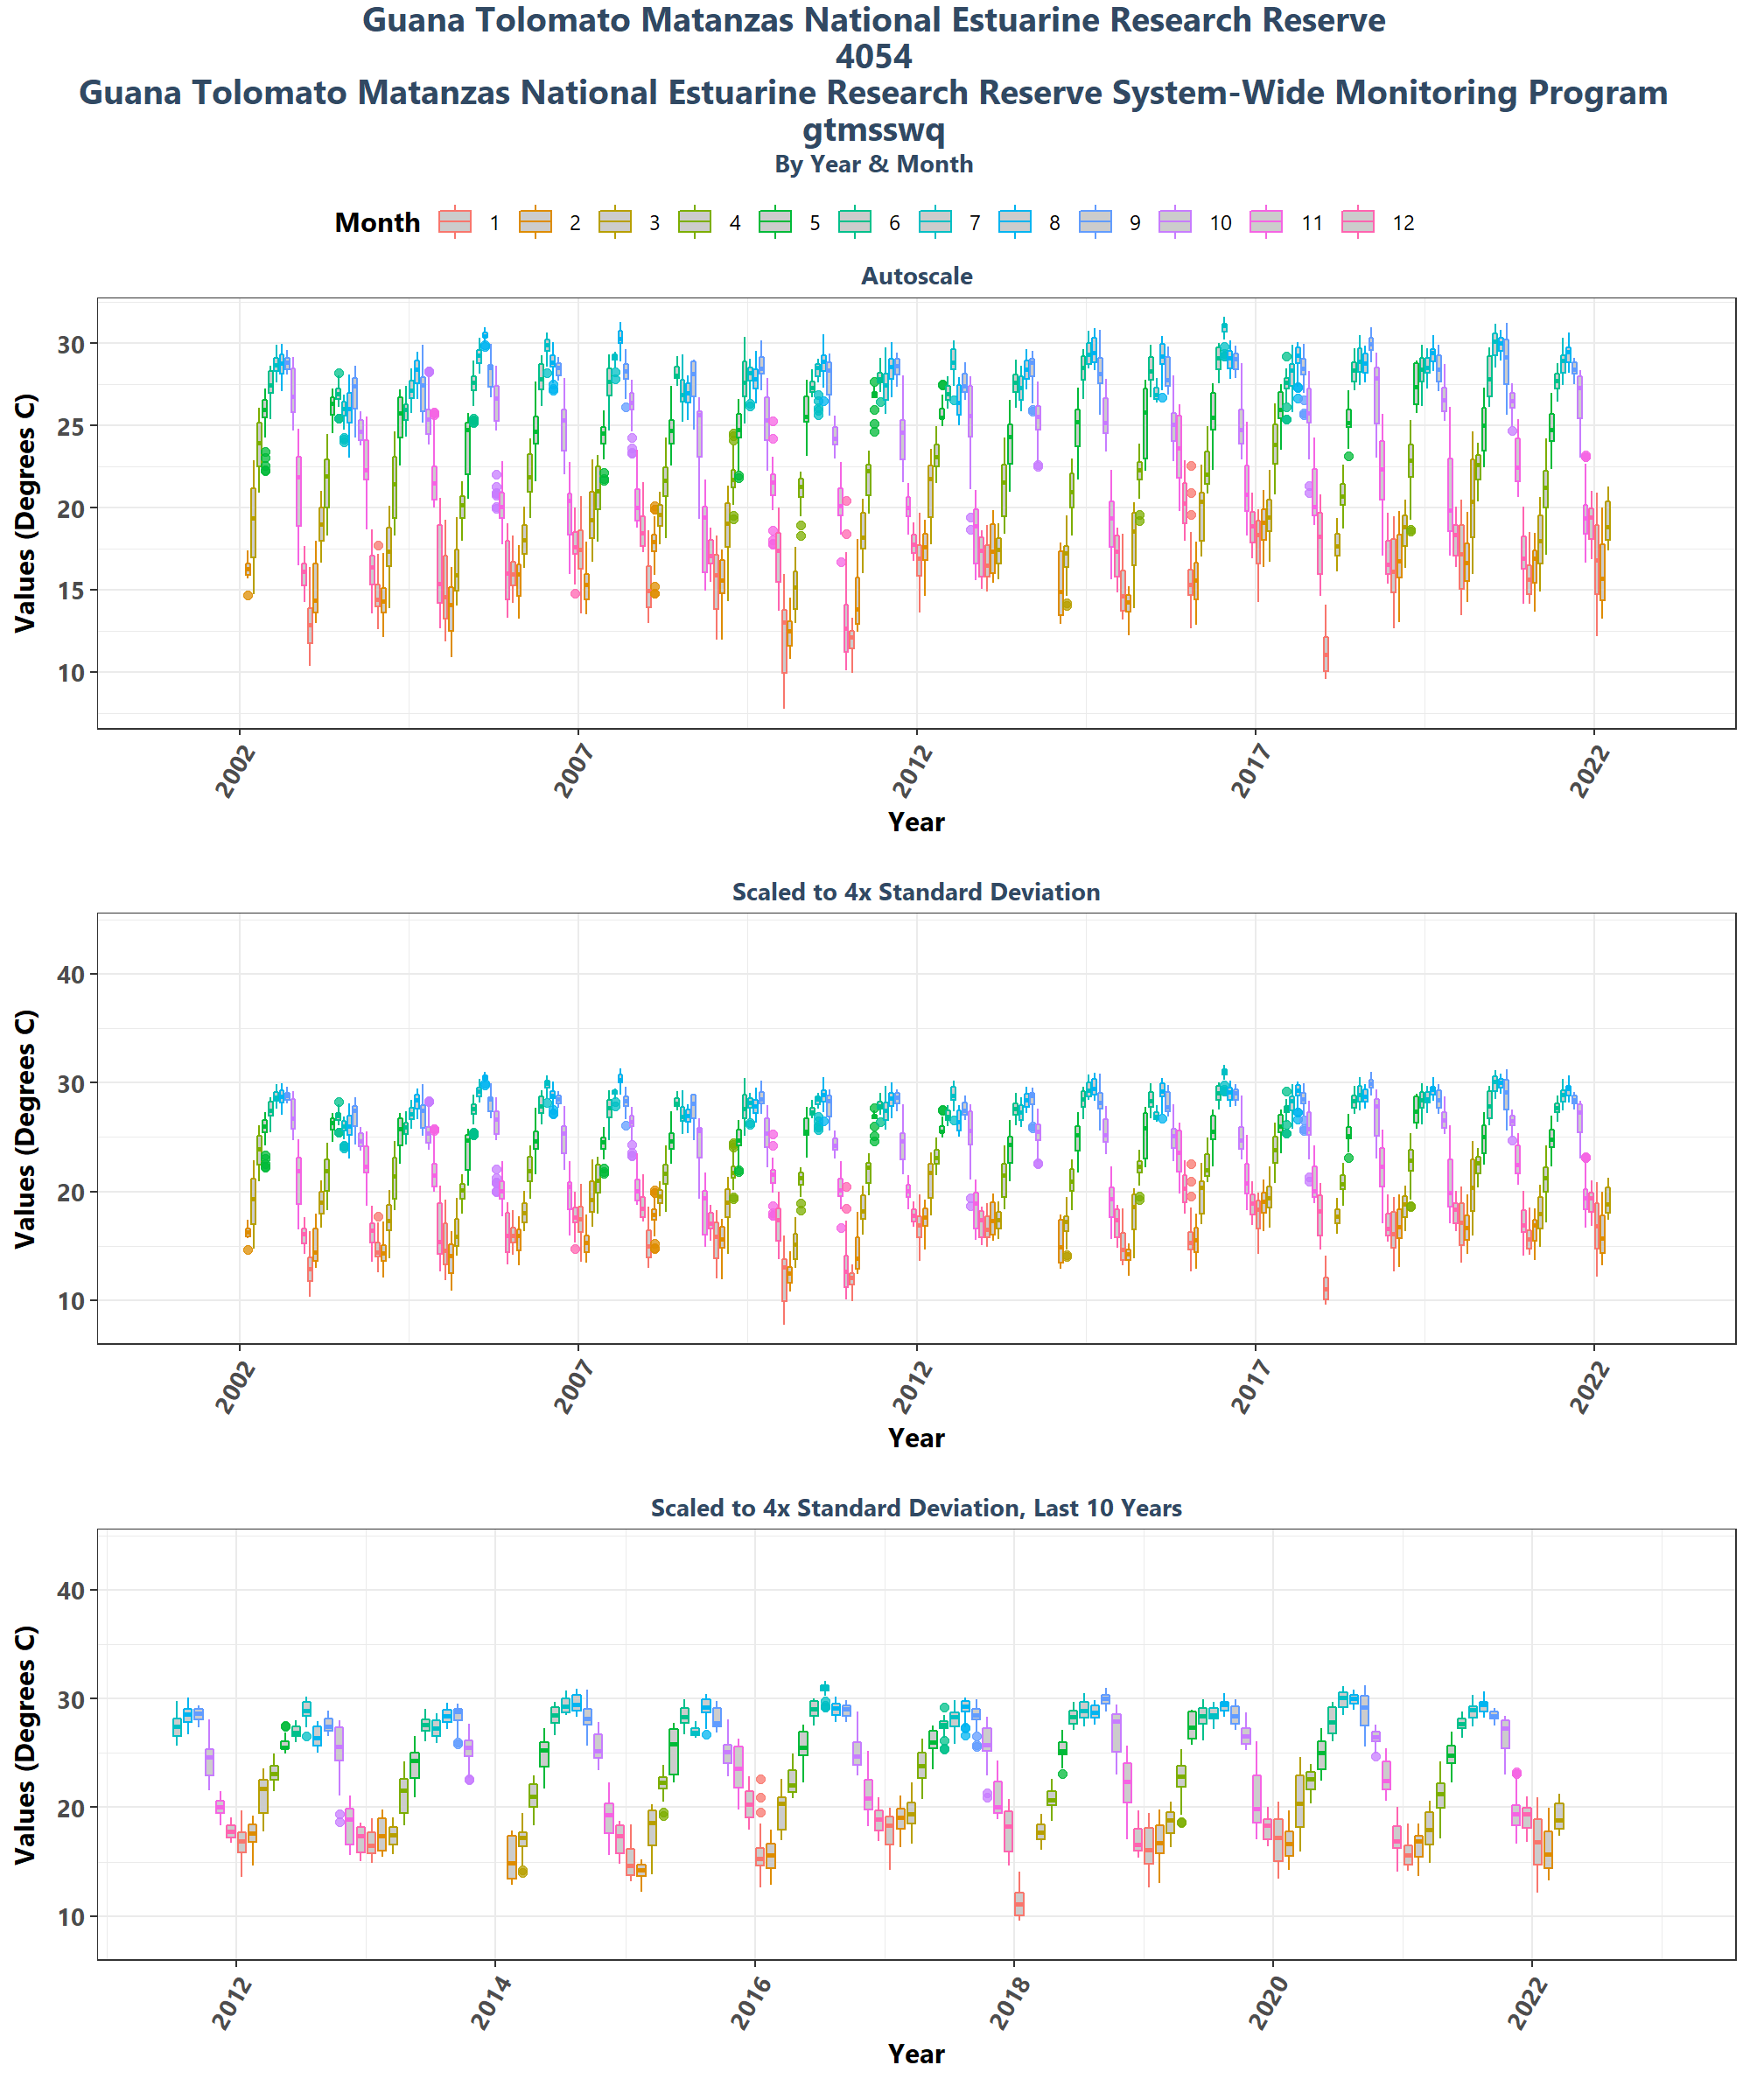 Guana Tolomato Matanzas National Estuarine Research Reserve
4054
Guana Tolomato Matanzas National Estuarine Research Reserve System-Wide Monitoring Program
gtmsswq
By Year & Month
Month 1 2 3 4 5 6 7 8 9 10 11 12
Autoscale
Values (Degrees C)
30
25
20
15
10
2002 2007 2012 2017 2022
Year
Scaled to 4x Standard Deviation
Values (Degrees C)
40
30
20
10
2002 2007 2012 2017 2022
Year
Scaled to 4x Standard Deviation, Last 10 Years
Values (Degrees C)
40
30
20
10
2012 2014 2016 2018 2020 2022
Year